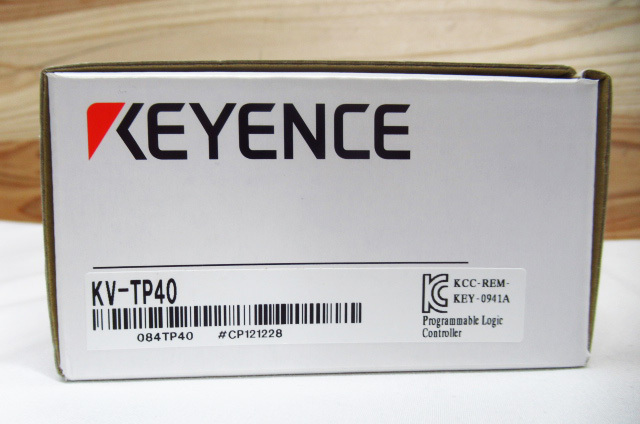 KEYENCE
KV-TP40
084TP40 #CP121228
KCC-REM-
KEY-0941A
Programmable Logic
Controller